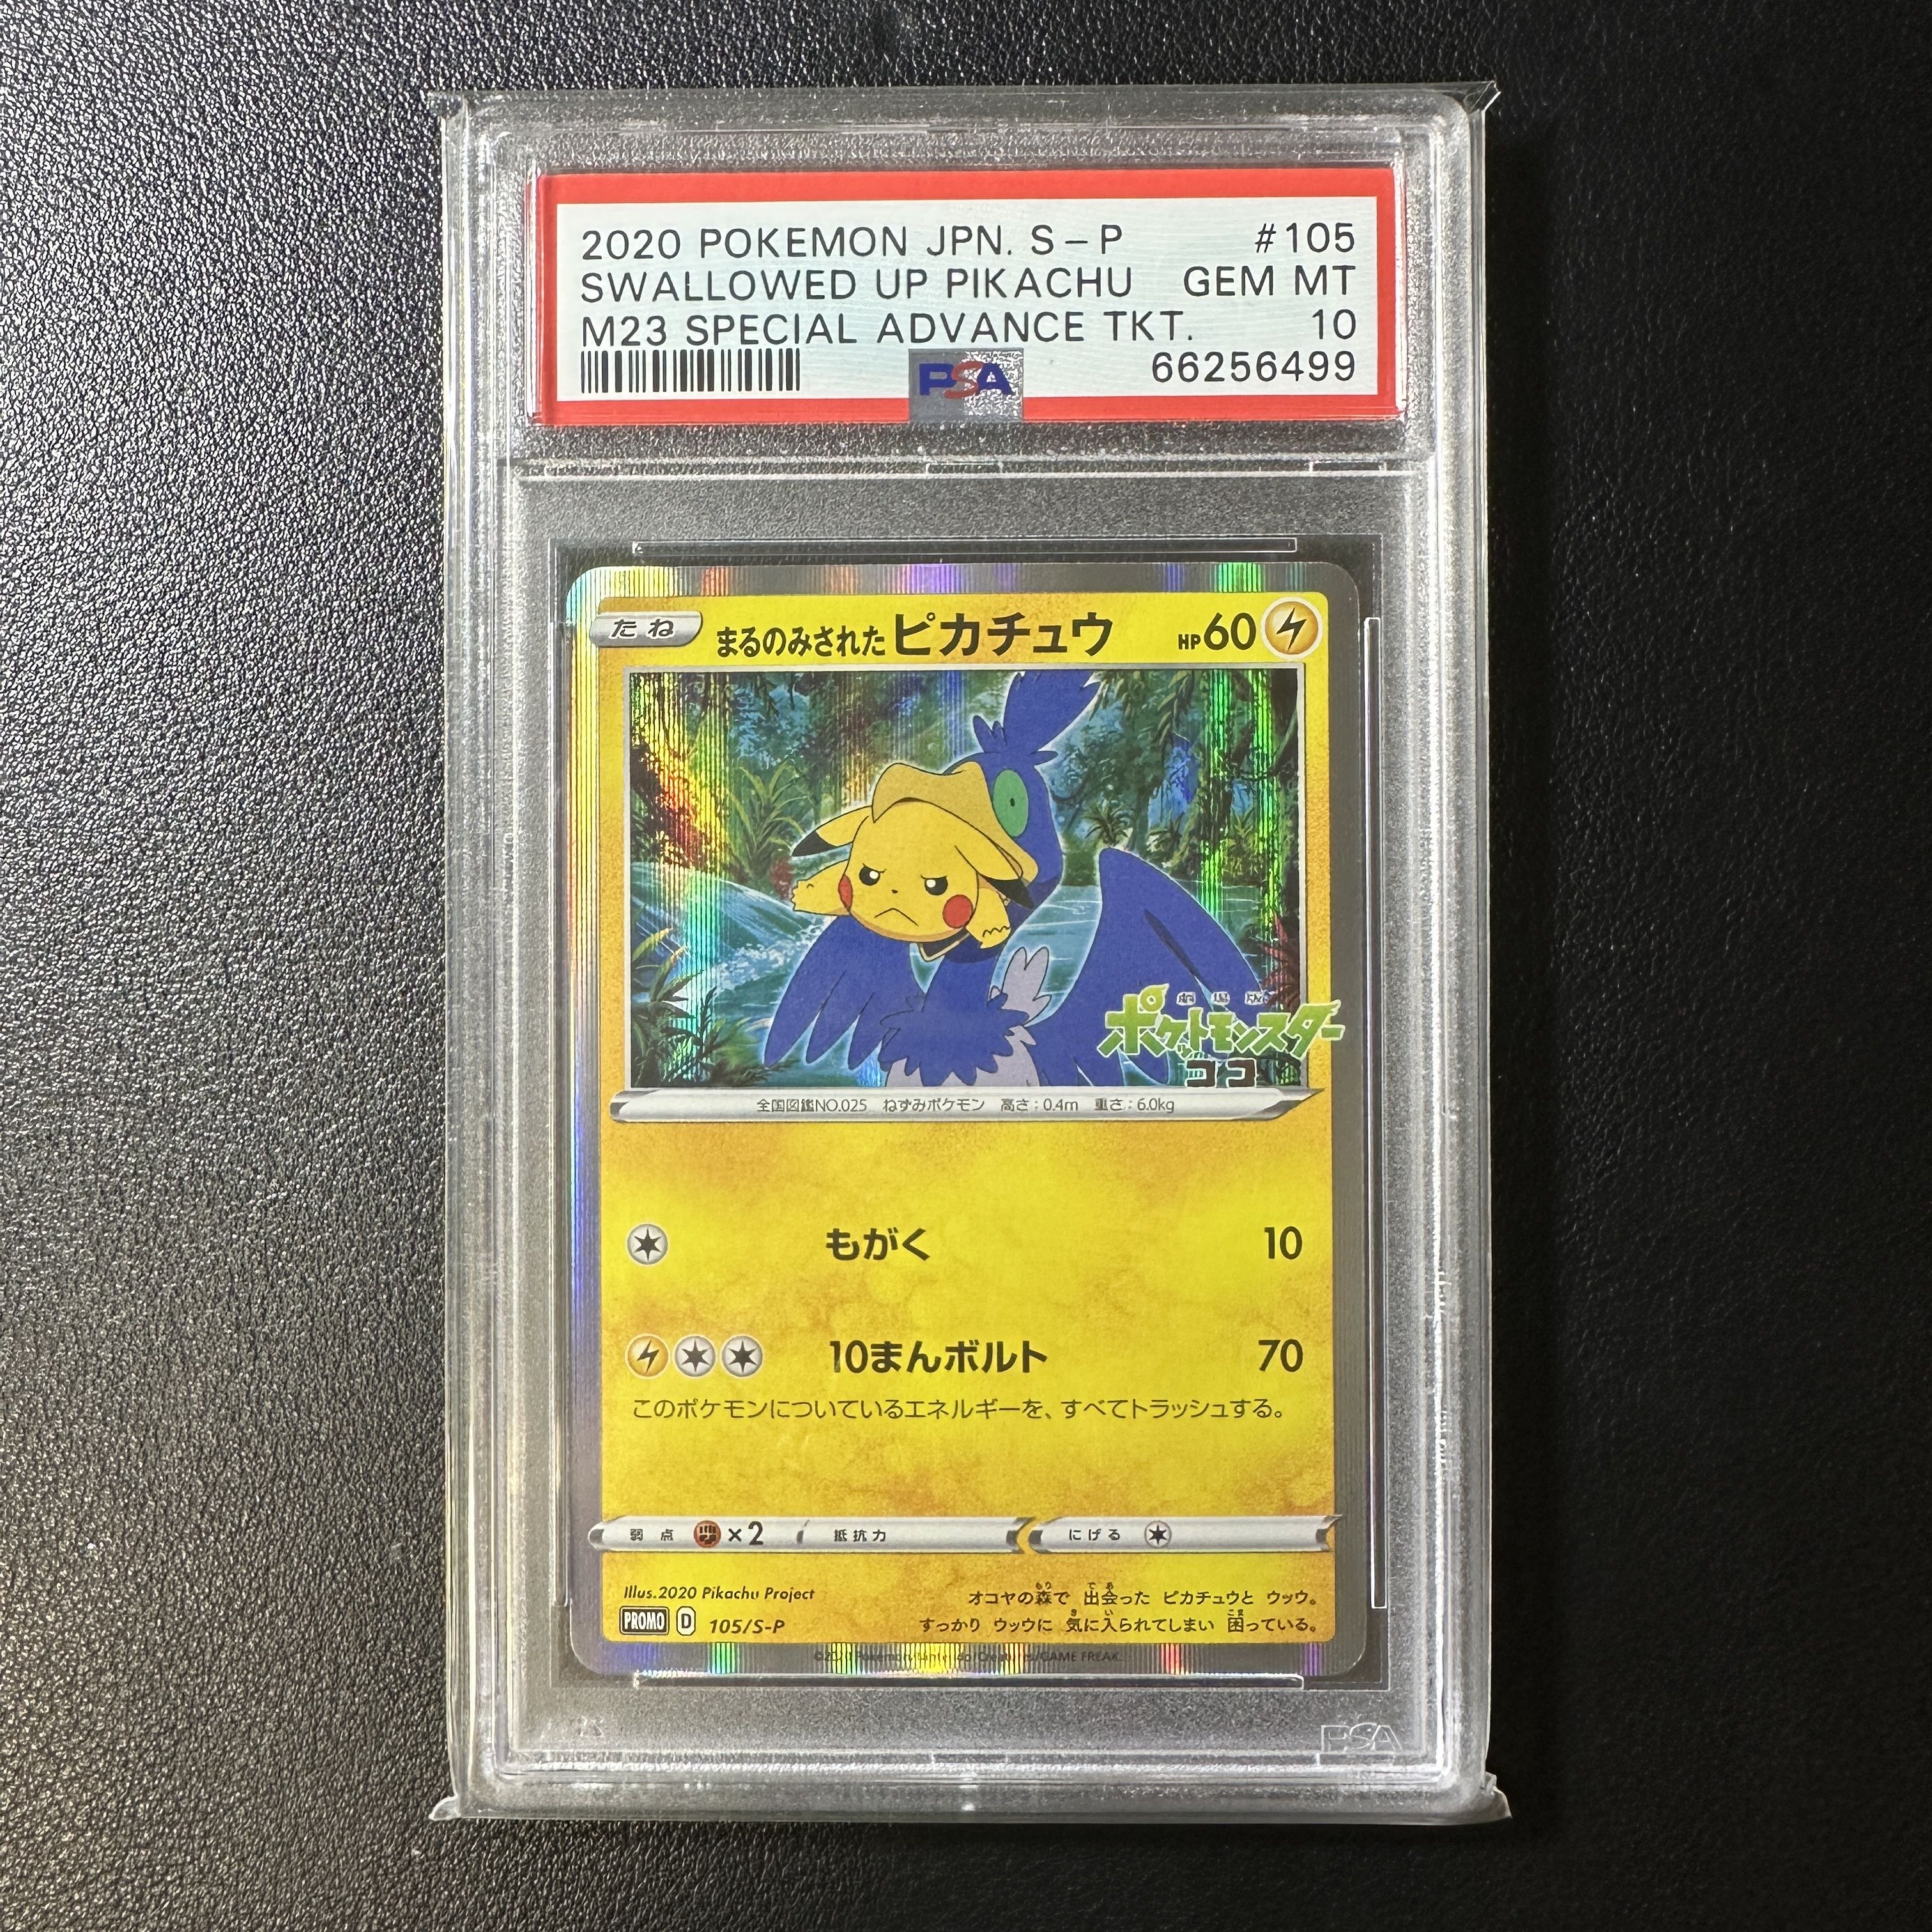 2020 POKEMON JPN. S-P #105
SWALLOWED UP PIKACHU GEM MT
M23 SPECIAL ADVANCE TKT. 10
PSA 66256499
たね まるのみされたピカチュウ HP60
劇場版
ポケットモンスター
ココ
全国図鑑NO.025 ねずみポケモン 高さ:0.4m 重さ:6.0kg
もがく 10
10まんボルト 70
このポケモンについているエネルギーを、すべてトラッシュする。
弱点 ×2 抵抗力 にげる
Illus.2020 Pikachu Project
PROMO D 105/S-P
オコヤの森で 出会った ピカチュウと ウッウ。
すっかり ウッウに 気に入られてしまい 困っている。
Pokémon/Nintendo/Creatures/GAME FREAK.
PSA